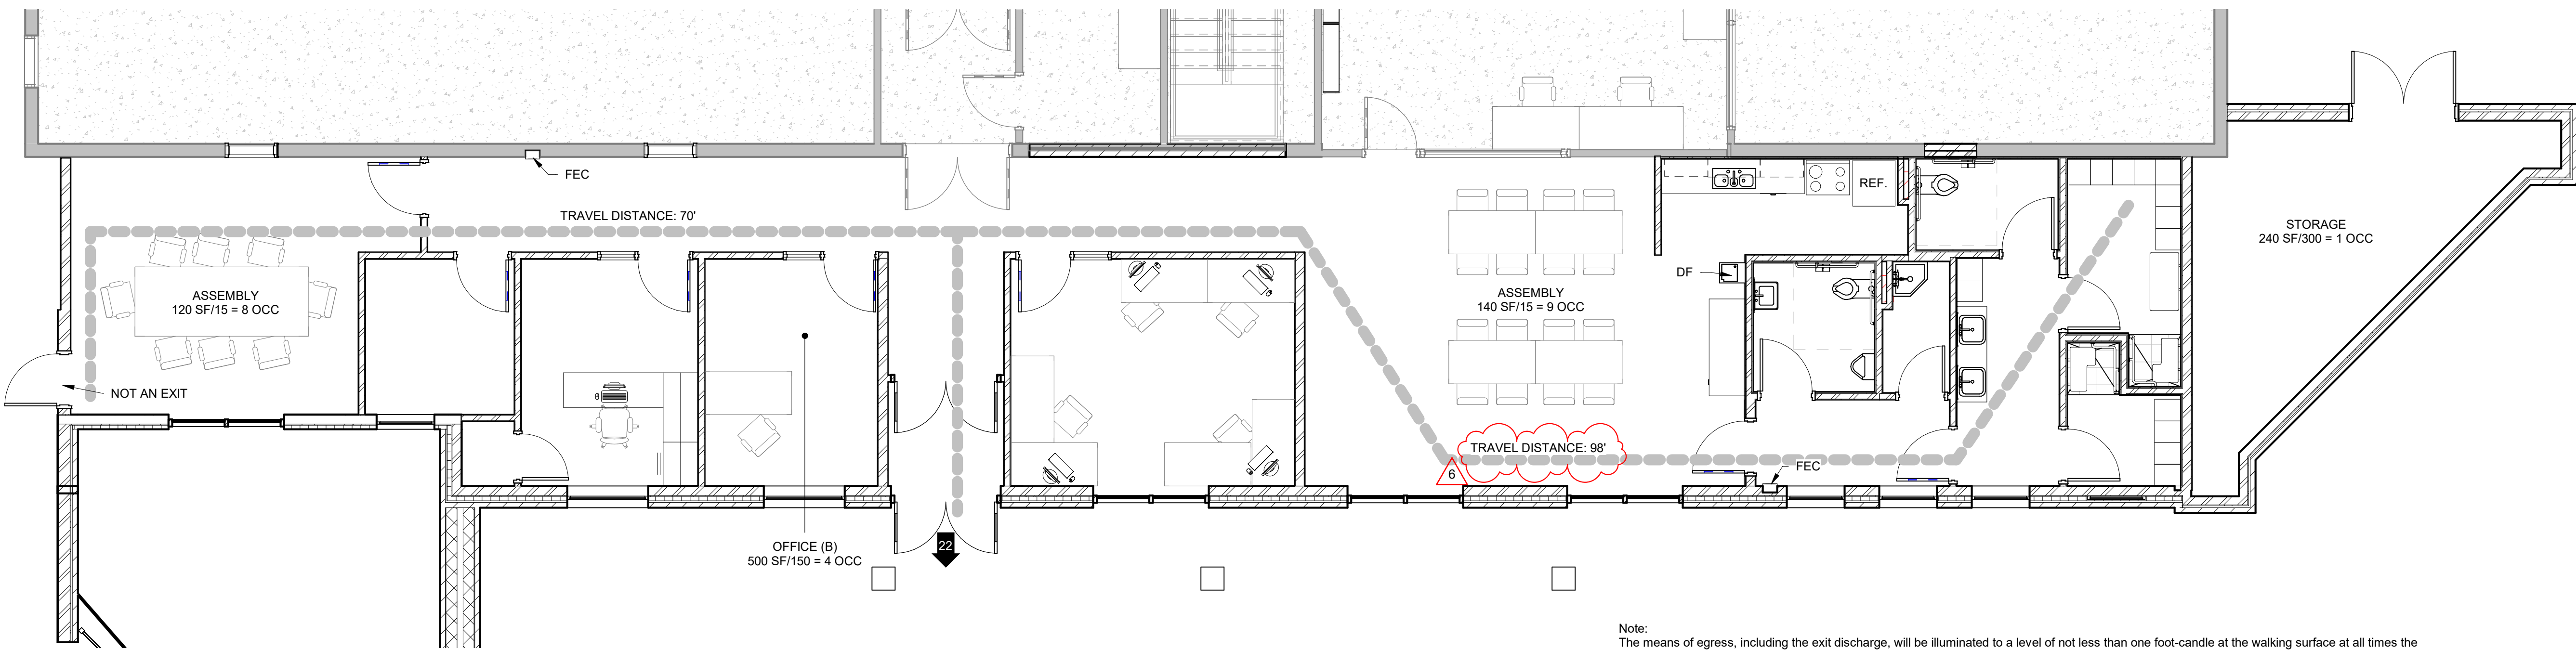 FEC
TRAVEL DISTANCE: 70'
REF.
STORAGE
240 SF/300 = 1 OCC
DF
ASSEMBLY
120 SF/15 = 8 OCC
ASSEMBLY
140 SF/15 = 9 OCC
NOT AN EXIT
TRAVEL DISTANCE: 98'
6
FEC
OFFICE (B)
500 SF/150 = 4 OCC
22
Note:
The means of egress, including the exit discharge, will be illuminated to a level of not less than one foot-candle at the walking surface at all times the